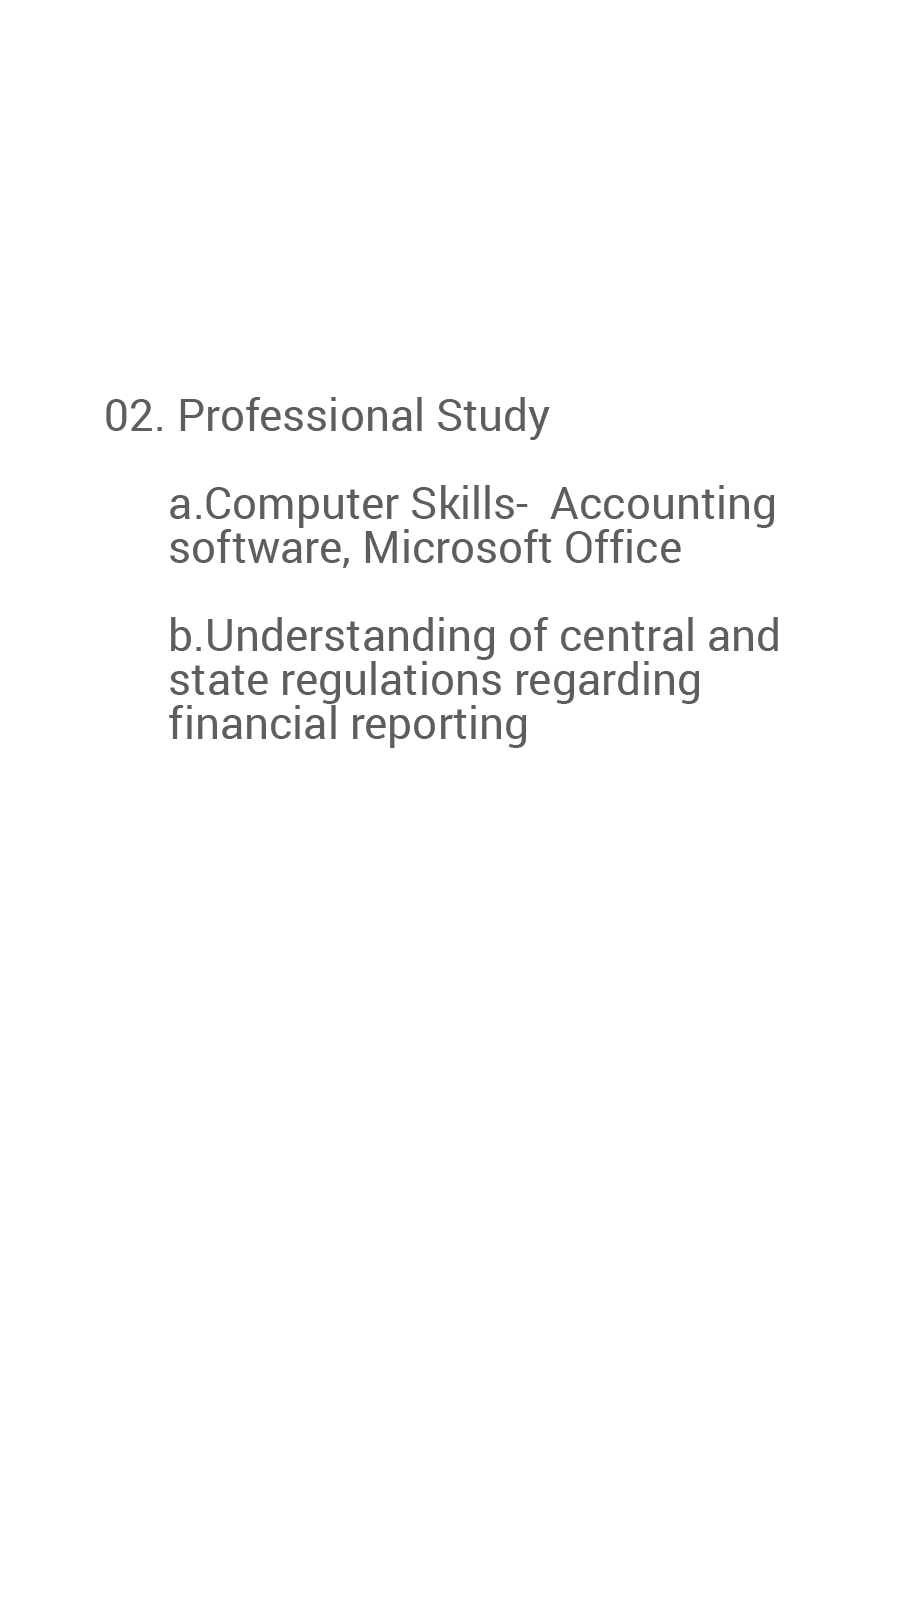 02. Professional Study
a.Computer Skills-  Accounting
software, Microsoft Office
b.Understanding of central and
state regulations regarding
financial reporting